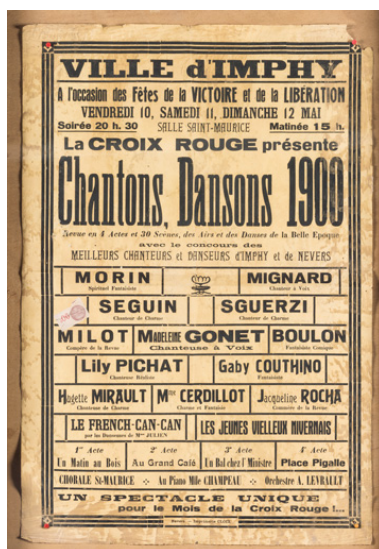 VILLE d'IMPHY
A l'occasion des Fêtes de la VICTOIRE et de la LIBÉRATION
VENDREDI 10, SAMEDI 11, DIMANCHE 12 MAI
Soirée 20 h. 30 SALLE SAINT-MAURICE Matinée 15 h.
La CROIX ROUGE présente
Chantons, Dansons 1900
Revue en 4 Actes et 30 Scènes, des Airs et des Danses de la Belle Epoque
avec le concours des
MEILLEURS CHANTEURS et DANSEURS d'IMPHY et de NEVERS
MORIN MIGNARD
Spirituel Fantaisiste Chanteur à Voix
SEGUIN SGUERZI
Chanteur de Charme Chanteur de Charme
MILOT MADELEINE GONET BOULON
Compère de la Revue Chanteuse à Voix Fantaisiste Comique
Lily PICHAT Gaby COUTHINO
Chanteuse Réaliste Fantaisiste
Huguette MIRAULT Mme CERDILLOT Jacqueline ROCHA
Chanteuse de Charme Charme et Fantaisie Commère de la Revue
LE FRENCH-CAN-CAN LES JEUNES VIELLEUX NIVERNAIS
par les Danseuses de Mme JULIEN
1er Acte 2e Acte 3e Acte 4e Acte
Un Matin au Bois Au Grand Café Un Bal chez l' Ministre Place Pigalle
CHORALE St-MAURICE Au Piano Mlle CHAMPEAU Orchestre A. LEVRAULT
UN SPECTACLE UNIQUE
pour le Mois de la Croix Rouge !...